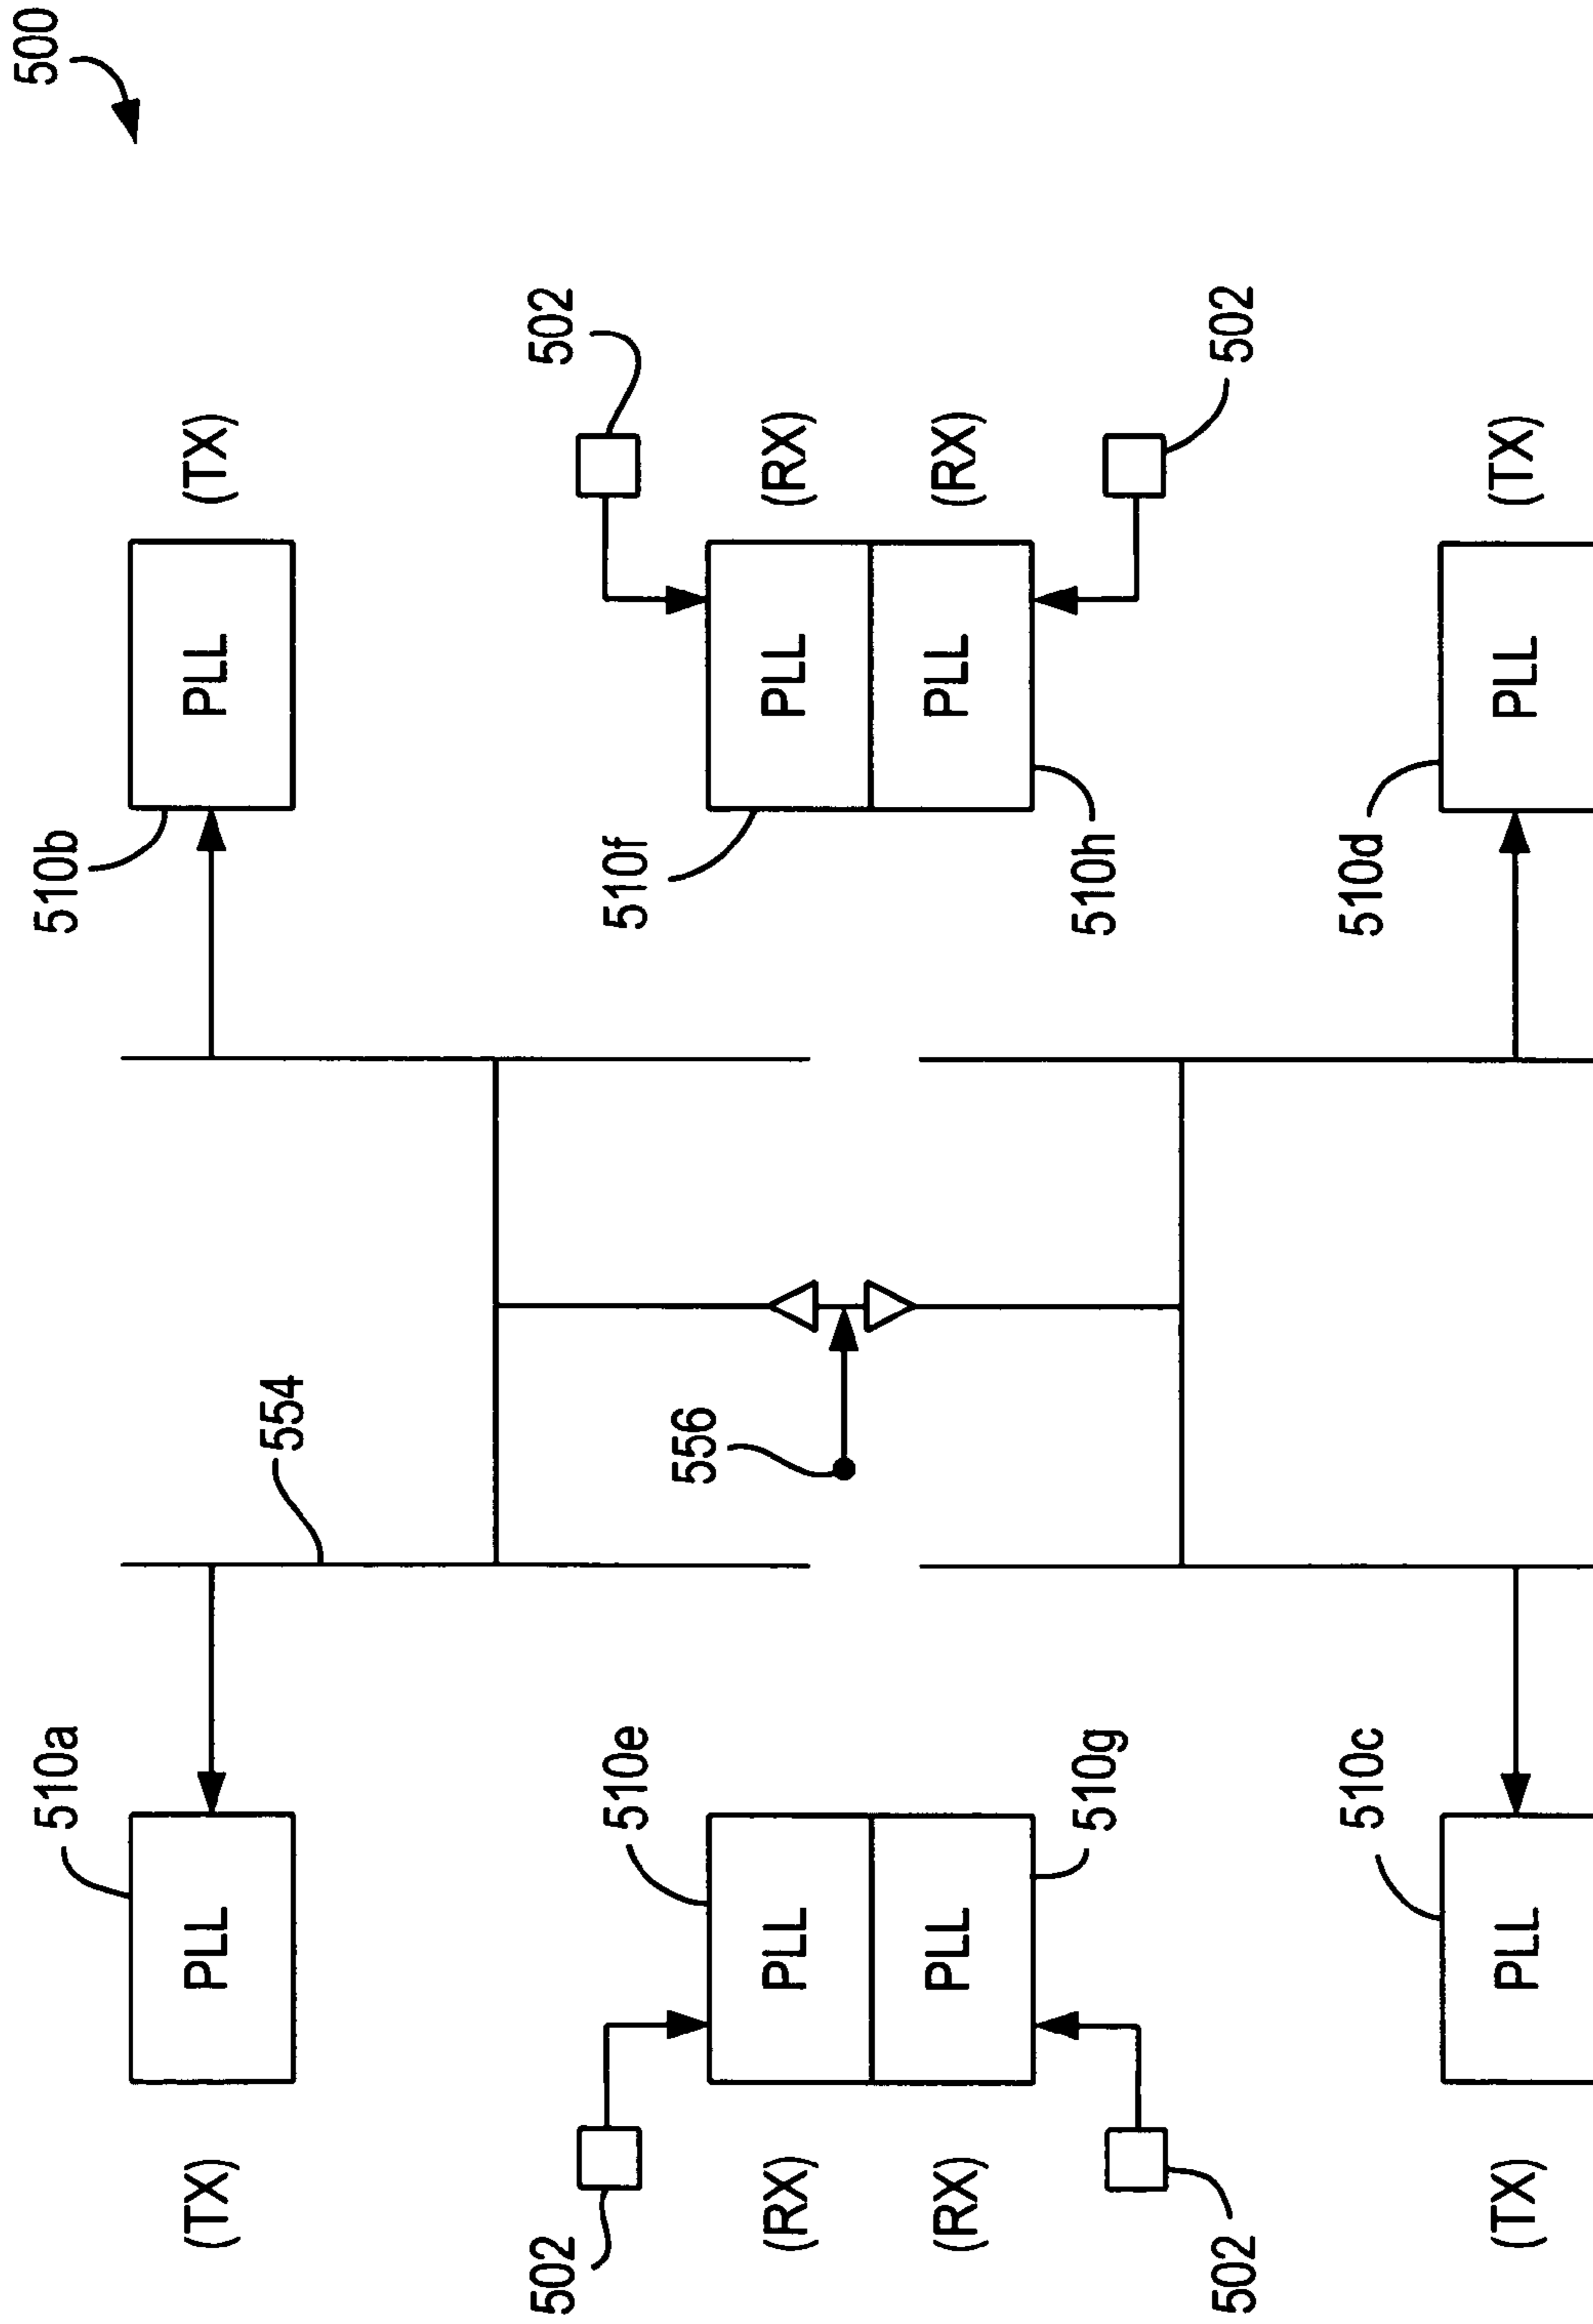 500
510a 510b
(TX) PLL PLL (TX)
554
502 502
510e 510f
556
(RX) PLL PLL (RX)
(RX) PLL PLL (RX)
510g 510h
502 502
510c 510d
(TX) PLL PLL (TX)